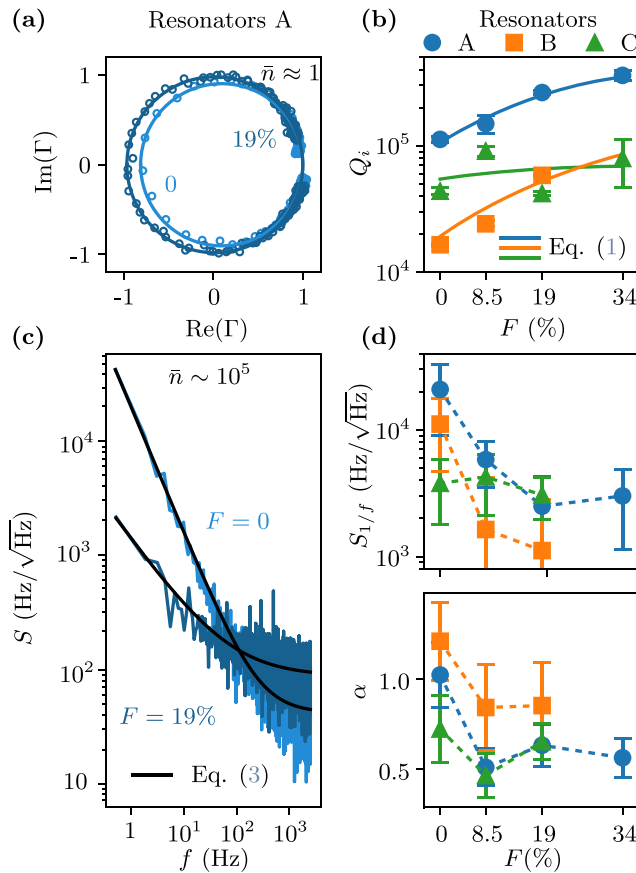 (a) Resonators A
n̄ ≈ 1
19%
0
Im(Γ)
1
0
-1
-1 0 1
Re(Γ)
(b) Resonators
A B C
Q_i
10^5
10^4
Eq. (1)
0 8.5 19 34
F (%)
(c)
n̄ ∼ 10^5
F = 0
F = 19%
Eq. (3)
S (Hz/√Hz)
10^4
10^3
10^2
10
1 10^1 10^2 10^3
f (Hz)
(d)
S_{1/f} (Hz/√Hz)
10^4
10^3
α
1.0
0.5
0 8.5 19 34
F(%)